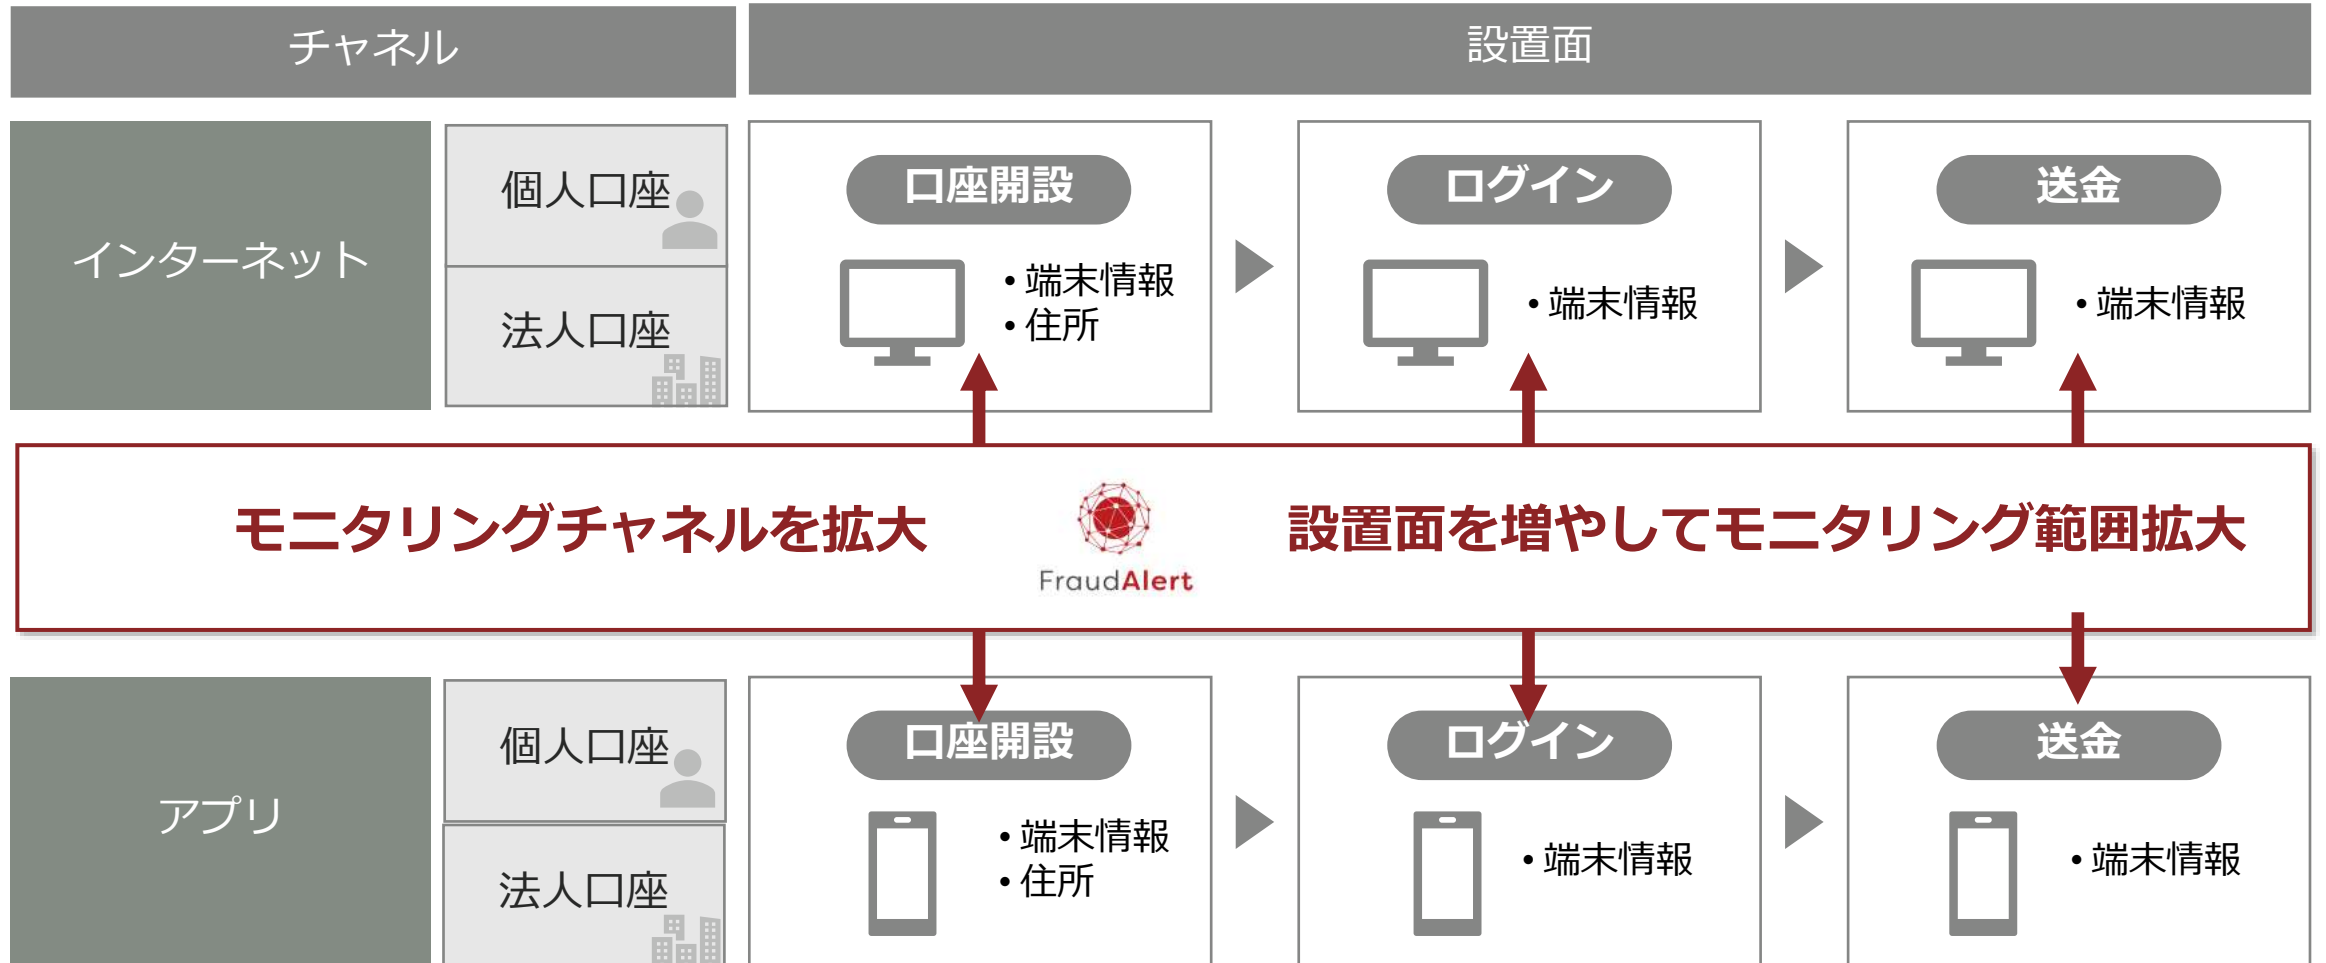 チャネル
設置面
インターネット
個人口座
法人口座
口座開設
・端末情報
・住所
ログイン
・端末情報
送金
・端末情報
モニタリングチャネルを拡大
FraudAlert
設置面を増やしてモニタリング範囲拡大
アプリ
個人口座
法人口座
口座開設
・端末情報
・住所
ログイン
・端末情報
送金
・端末情報